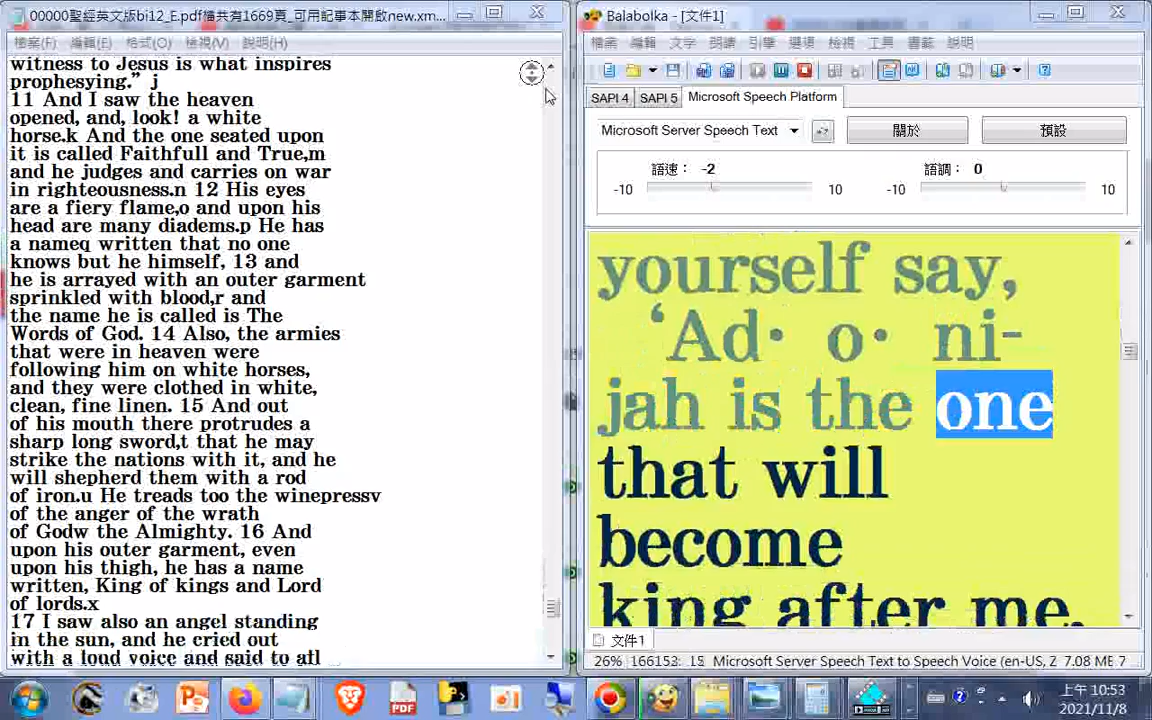 00000聖經英文版bi12_E.pdf檔共有1669頁_可用記事本開啟new.xm...
檔案(F) 編輯(E) 格式(O) 檢視(V) 說明(H)
witness to Jesus is what inspires
prophesying.” j
11 And I saw the heaven
opened, and, look! a white
horse.k And the one seated upon
it is called Faithfull and True,m
and he judges and carries on war
in righteousness.n 12 His eyes
are a fiery flame,o and upon his
head are many diadems.p He has
a nameq written that no one
knows but he himself, 13 and
he is arrayed with an outer garment
sprinkled with blood,r and
the name he is called is The
Words of God. 14 Also, the armies
that were in heaven were
following him on white horses,
and they were clothed in white,
clean, fine linen. 15 And out
of his mouth there protrudes a
sharp long sword,t that he may
strike the nations with it, and he
will shepherd them with a rod
of iron.u He treads too the winepressv
of the anger of the wrath
of Godw the Almighty. 16 And
upon his outer garment, even
upon his thigh, he has a name
written, King of kings and Lord
of lords.x
17 I saw also an angel standing
in the sun, and he cried out
with a loud voice and said to all
Balabolka - [文件1]
檔案 編輯 文字 朗讀 引擎 選項 檢視 工具 書籤 說明
SAPI 4 SAPI 5 Microsoft Speech Platform
Microsoft Server Speech Text 關於 預設
語速: -2 語調: 0
-10 10 -10 10
yourself say,
‘Ad· o· ni-
jah is the one
that will
become
king after me,
文件1
26% 166153: 15 Microsoft Server Speech Text to Speech Voice (en-US, Z 7.08 ME 7
PDF
上午 10:53
2021/11/8